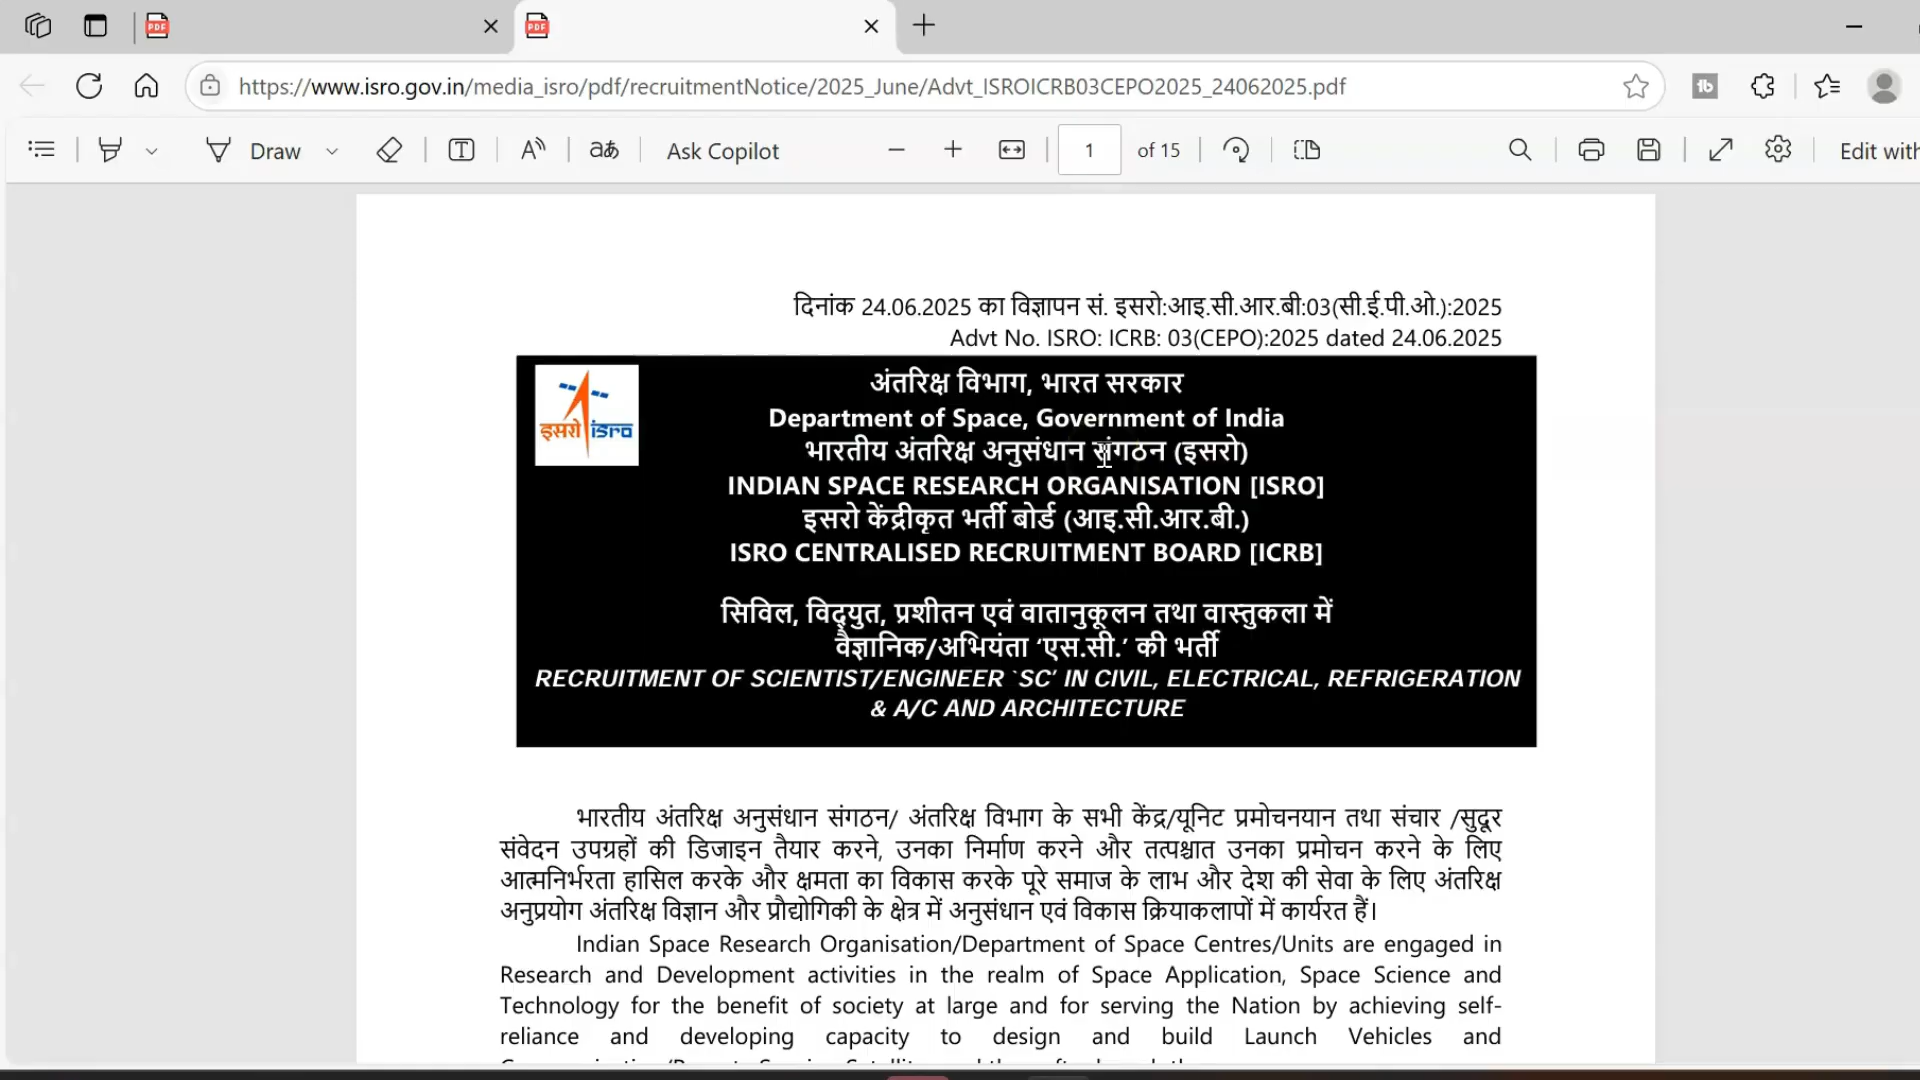 https://www.isro.gov.in/media_isro/pdf/recruitmentNotice/2025_June/Advt_ISROICRB03CEPO2025_24062025.pdf
Draw
Ask Copilot
1 of 15
Edit with
दिनांक 24.06.2025 का विज्ञापन सं. इसरो:आइ.सी.आर.बी:03(सी.ई.पी.ओ.):2025
Advt No. ISRO: ICRB: 03(CEPO):2025 dated 24.06.2025
इसरो isro
अंतरिक्ष विभाग, भारत सरकार
Department of Space, Government of India
भारतीय अंतरिक्ष अनुसंधान संगठन (इसरो)
INDIAN SPACE RESEARCH ORGANISATION [ISRO]
इसरो केंद्रीकृत भर्ती बोर्ड (आइ.सी.आर.बी.)
ISRO CENTRALISED RECRUITMENT BOARD [ICRB]
सिविल, विद्युत, प्रशीतन एवं वातानुकूलन तथा वास्तुकला में
वैज्ञानिक/अभियंता ‘एस.सी.’ की भर्ती
RECRUITMENT OF SCIENTIST/ENGINEER `SC’ IN CIVIL, ELECTRICAL, REFRIGERATION
& A/C AND ARCHITECTURE
भारतीय अंतरिक्ष अनुसंधान संगठन/ अंतरिक्ष विभाग के सभी केंद्र/यूनिट प्रमोचनयान तथा संचार /सुदूर
संवेदन उपग्रहों की डिजाइन तैयार करने, उनका निर्माण करने और तत्पश्चात उनका प्रमोचन करने के लिए
आत्मनिर्भरता हासिल करके और क्षमता का विकास करके पूरे समाज के लाभ और देश की सेवा के लिए अंतरिक्ष
अनुप्रयोग अंतरिक्ष विज्ञान और प्रौद्योगिकी के क्षेत्र में अनुसंधान एवं विकास क्रियाकलापों में कार्यरत हैं।
Indian Space Research Organisation/Department of Space Centres/Units are engaged in
Research and Development activities in the realm of Space Application, Space Science and
Technology for the benefit of society at large and for serving the Nation by achieving self-
reliance and developing capacity to design and build Launch Vehicles and